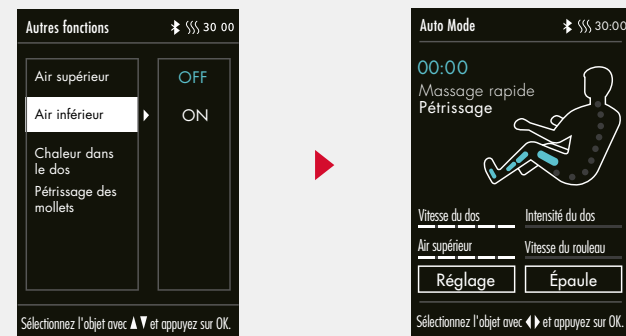 Autres fonctions 30 00
Air supérieur OFF
Air inférieur ON
Chaleur dans
le dos
Pétrissage des
mollets
Sélectionnez l'objet avec ▲▼ et appuyez sur OK.
Auto Mode 30:00
00:00
Massage rapide
Pétrissage
Vitesse du dos Intensité du dos
Air supérieur Vitesse du rouleau
Réglage Épaule
Sélectionnez l'objet avec ◀▶ et appuyez sur OK.